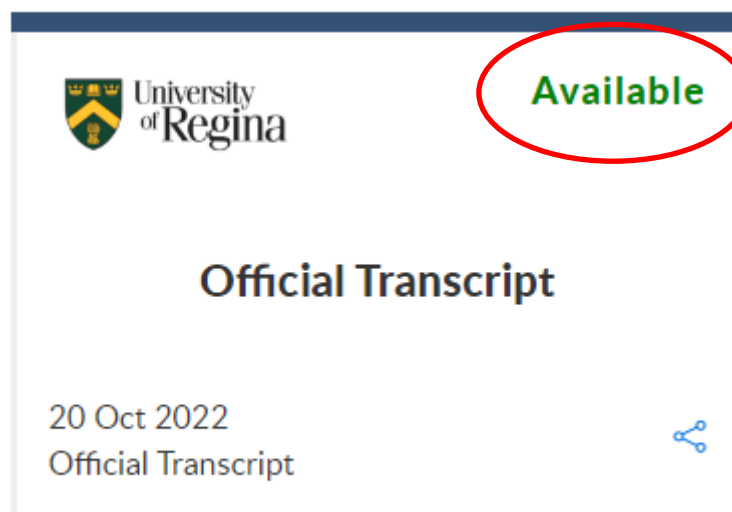 University
of Regina
Available
Official Transcript
20 Oct 2022
Official Transcript